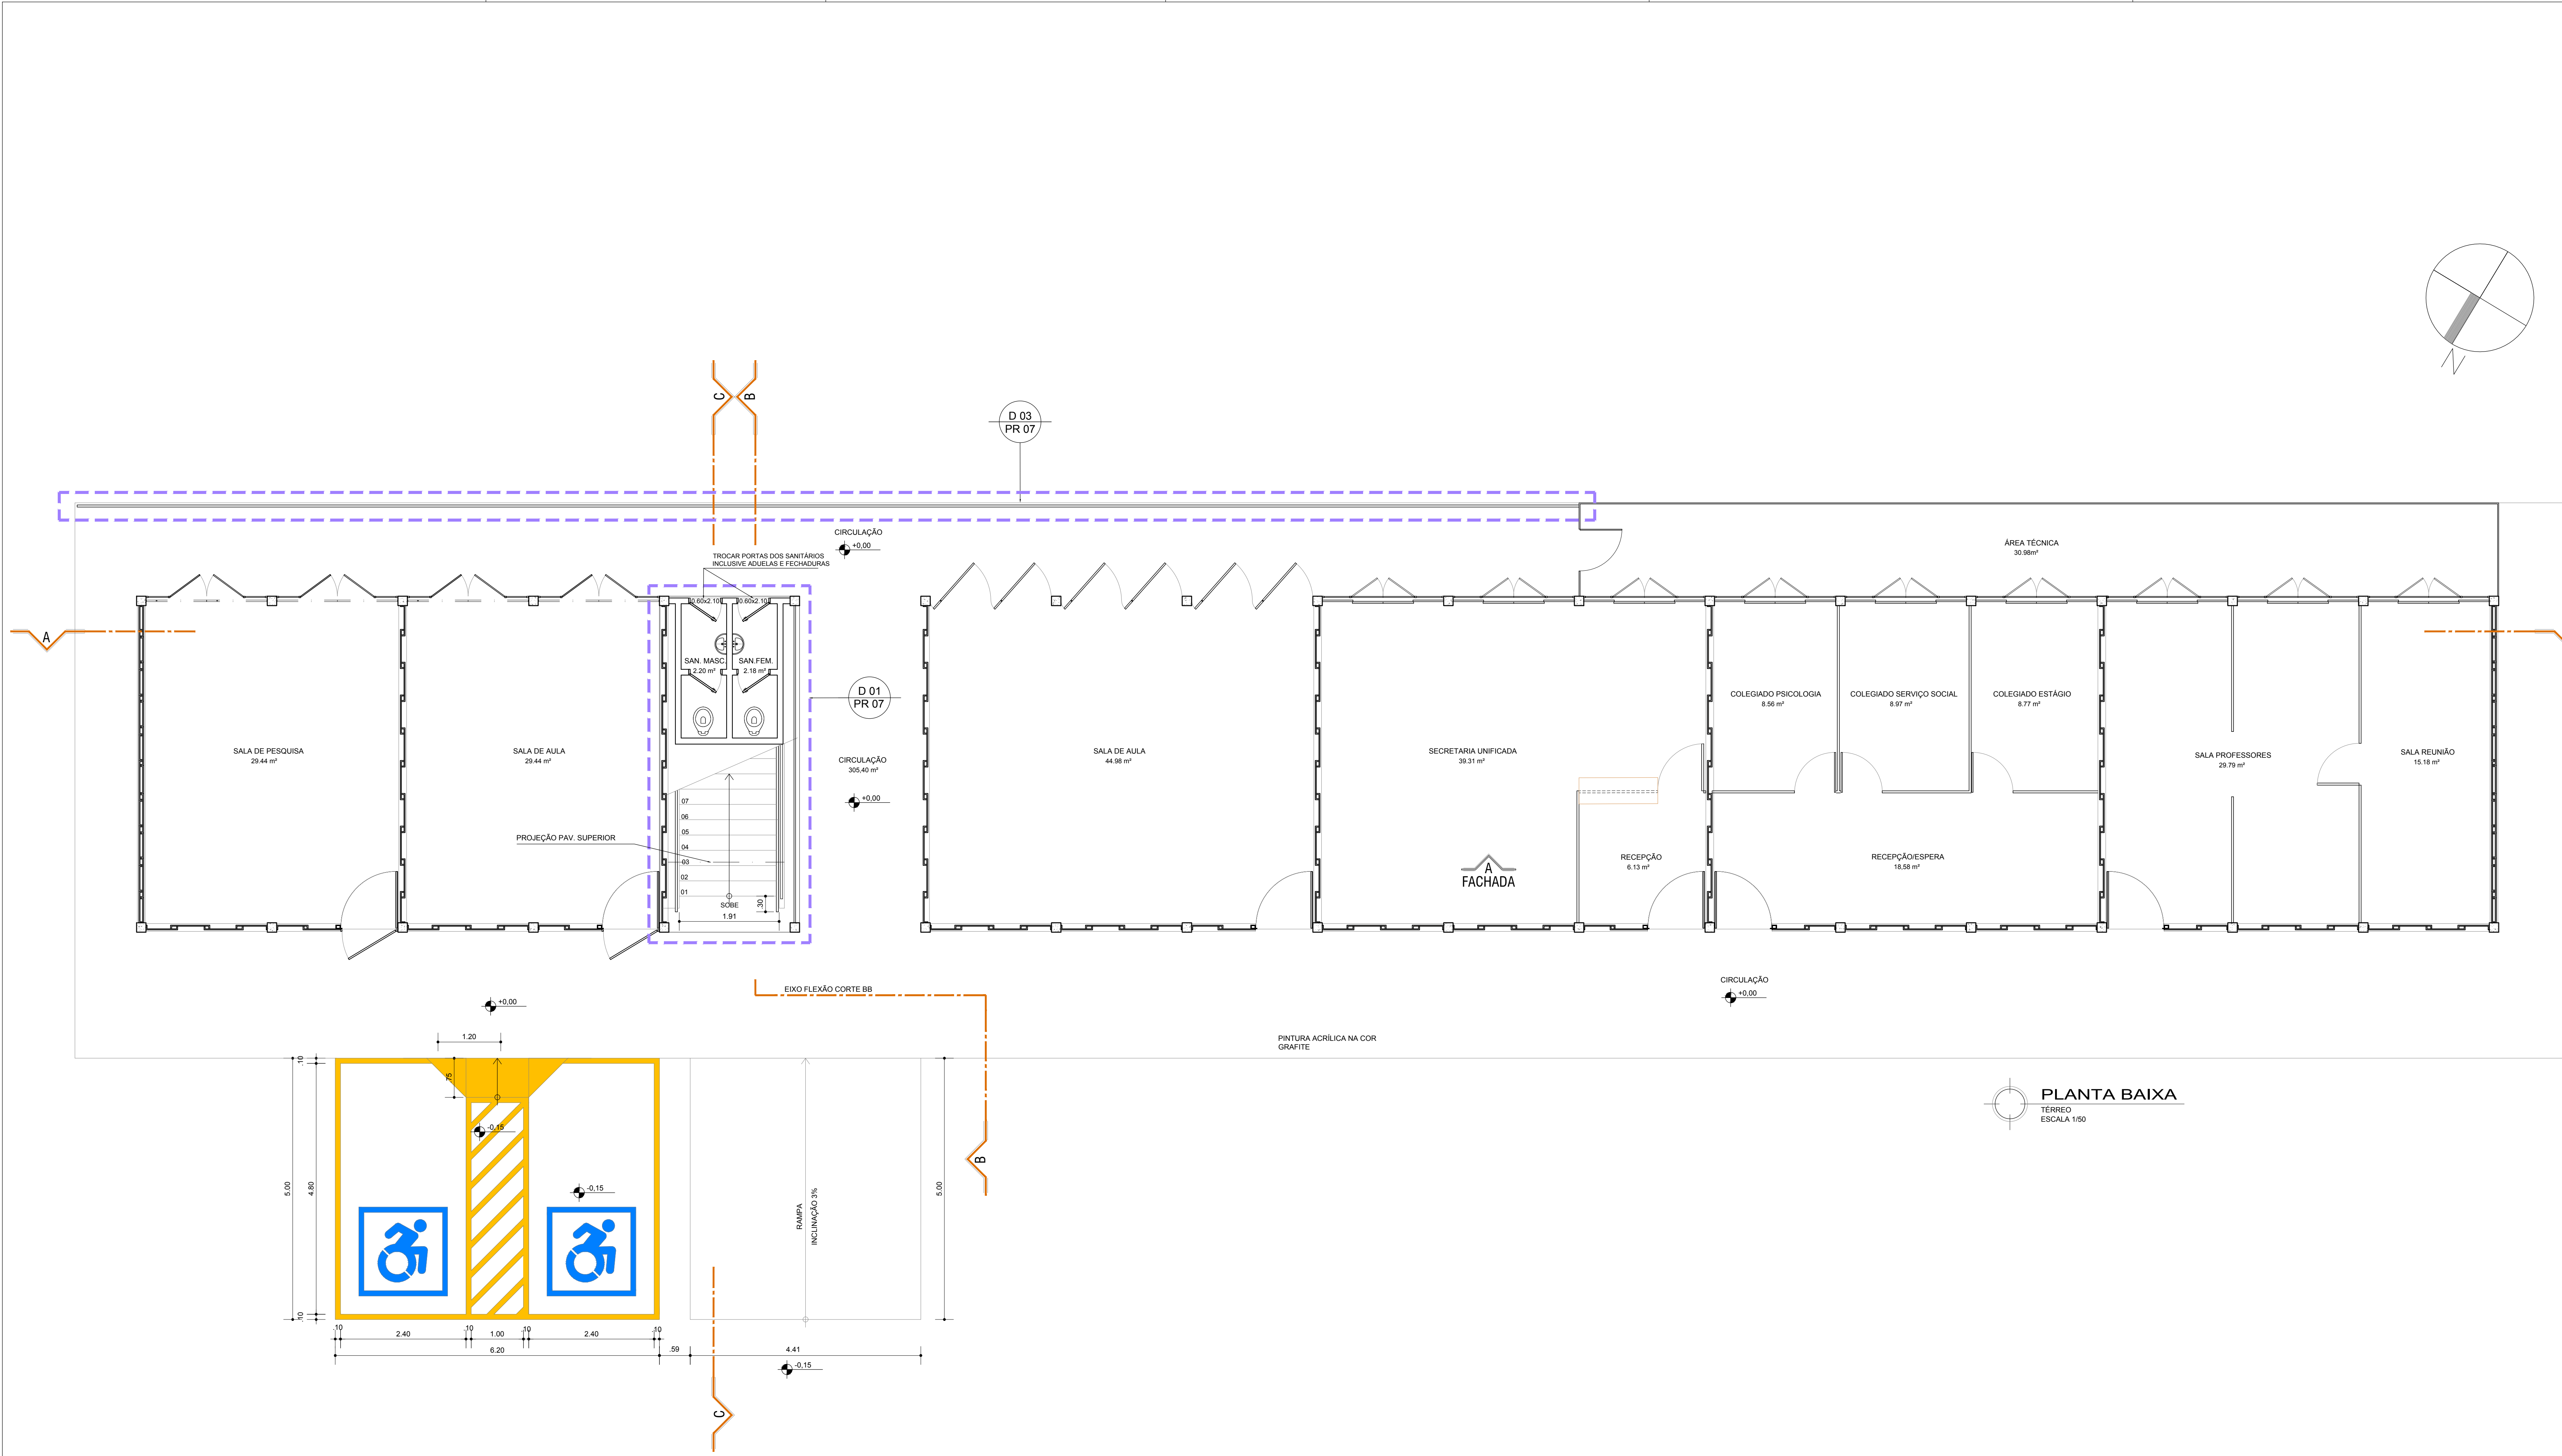 N
C
B
D 03
PR 07
CIRCULAÇÃO
+0,00
TROCAR PORTAS DOS SANITÁRIOS
INCLUSIVE ADUELAS E FECHADURAS
ÁREA TÉCNICA
30.98m²
0.60x2.10
0.60x2.10
A
SAN. MASC.
2.20 m²
SAN.FEM.
2.18 m²
D 01
PR 07
COLEGIADO PSICOLOGIA
8.56 m²
COLEGIADO SERVIÇO SOCIAL
8.97 m²
COLEGIADO ESTÁGIO
8.77 m²
SALA DE PESQUISA
29.44 m²
SALA DE AULA
29.44 m²
CIRCULAÇÃO
305,40 m²
+0,00
SALA DE AULA
44.98 m²
SECRETARIA UNIFICADA
39.31 m²
SALA PROFESSORES
29.79 m²
SALA REUNIÃO
15.18 m²
07
06
05
04
03
02
01
PROJEÇÃO PAV. SUPERIOR
SOBE
.30
1.91
A
FACHADA
RECEPÇÃO
6.13 m²
RECEPÇÃO/ESPERA
18,58 m²
EIXO FLEXÃO CORTE BB
+0,00
CIRCULAÇÃO
+0,00
PINTURA ACRÍLICA NA COR
GRAFITE
1.20
.10
.75
-0,15
-0,15
5.00
4.80
.10
RAMPA
INCLINAÇÃO 3%
5.00
B
PLANTA BAIXA
TÉRREO
ESCALA 1/50
.10
2.40
.10
1.00
.10
2.40
.10
6.20
.59
4.41
-0,15
C